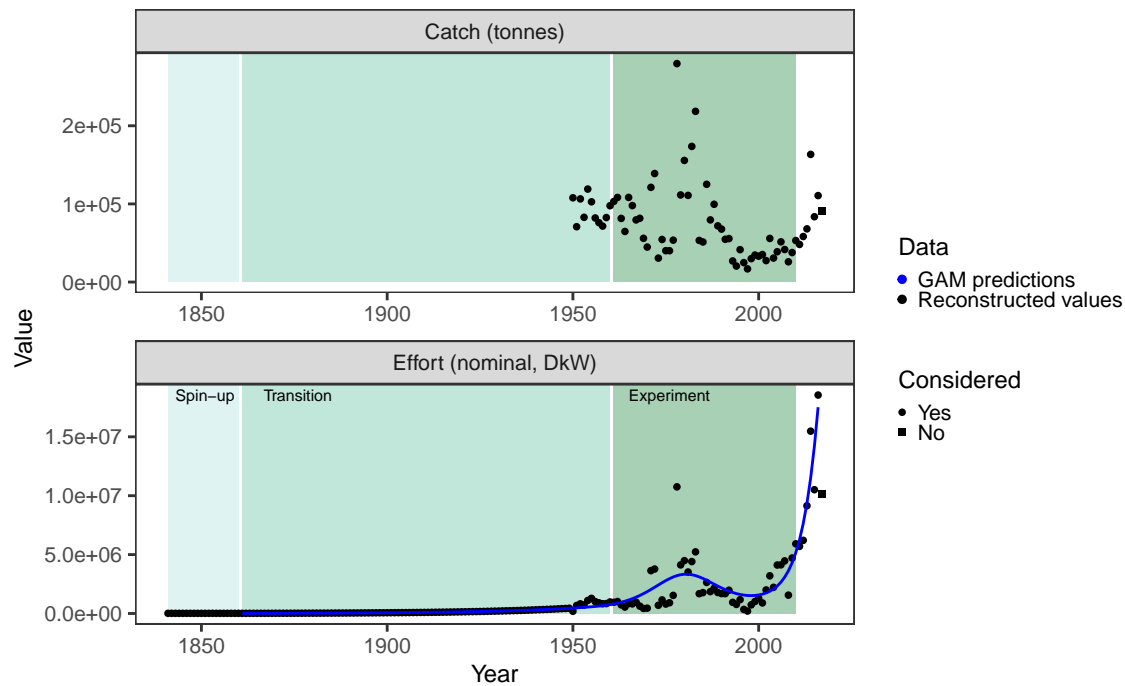 Catch (tonnes)
2e+05
1e+05
0e+00
1850 1900 1950 2000
Value
Effort (nominal, DkW)
Spin−up Transition Experiment
1.5e+07
1.0e+07
5.0e+06
0.0e+00
1850 1900 1950 2000
Year
Data
GAM predictions
Reconstructed values
Considered
Yes
No